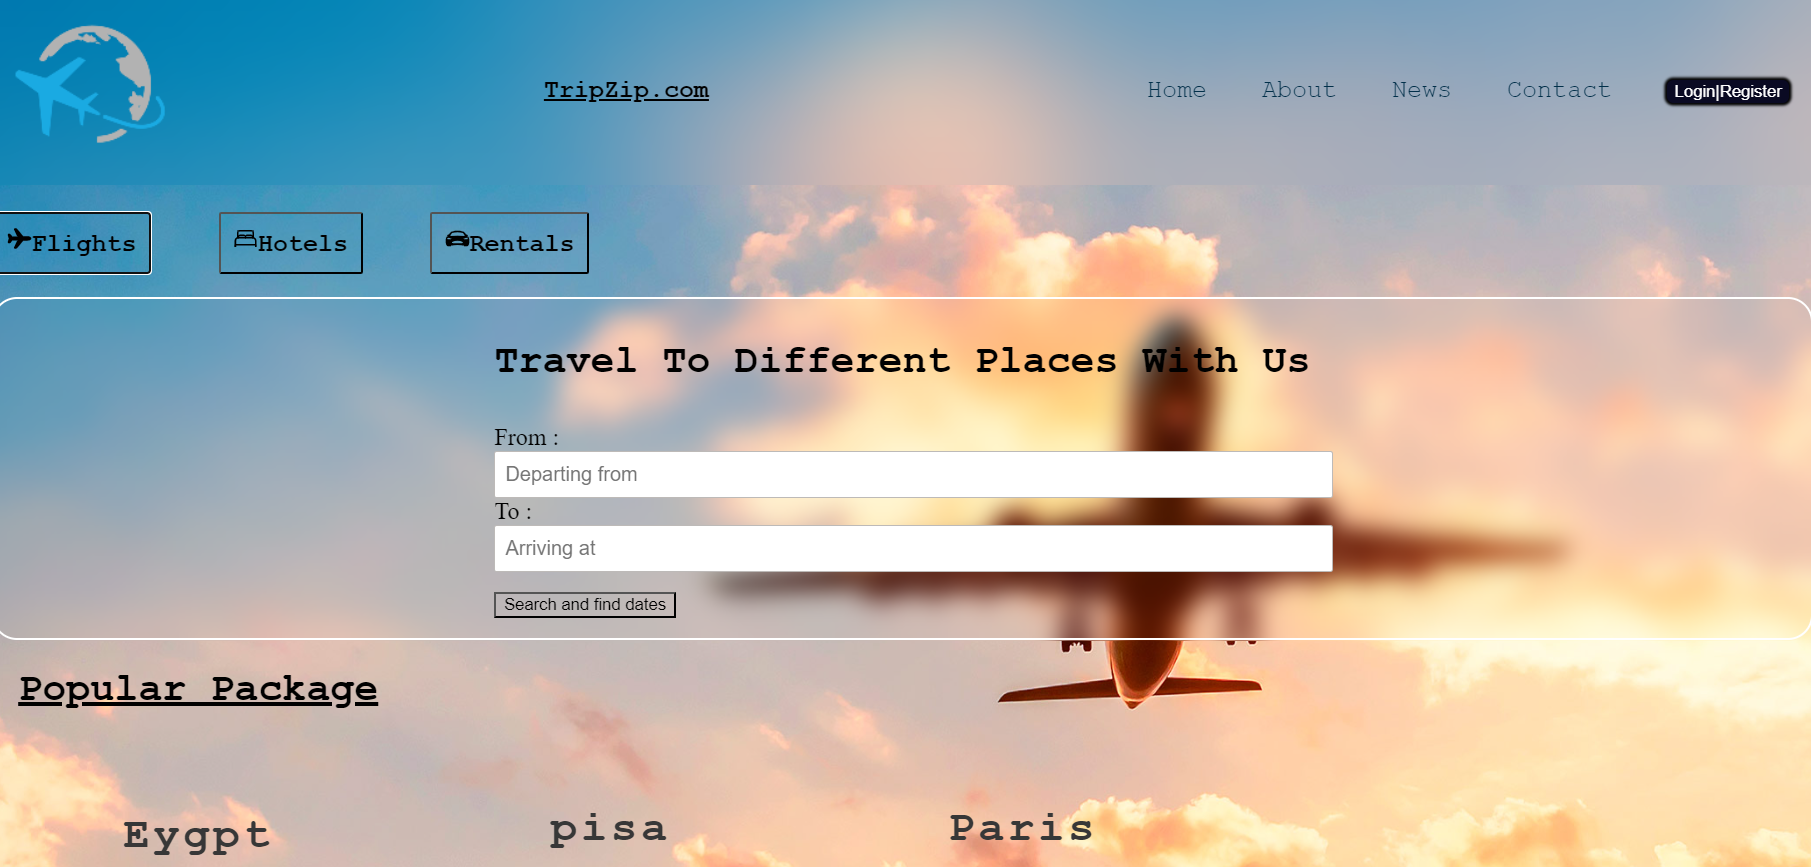 TripZip.com
Home About News Contact Login|Register
Flights Hotels Rentals
Travel To Different Places With Us
From :
Departing from
To :
Arriving at
Search and find dates
Popular Package
Eygpt pisa Paris